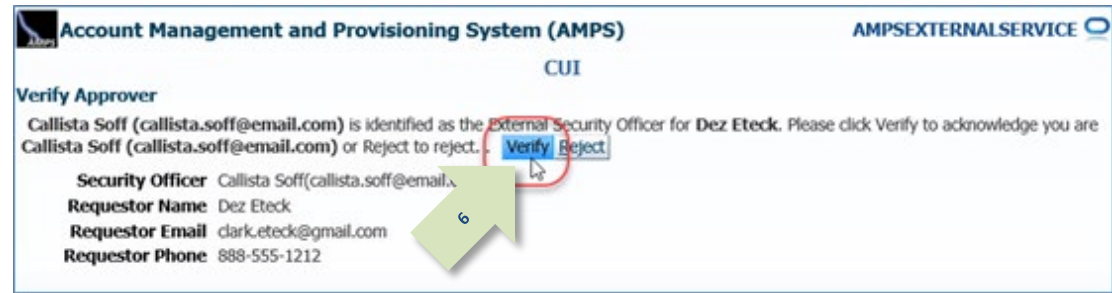 AMPS
Account Management and Provisioning System (AMPS)
AMPSEXTERNALSERVICE
CUI
Verify Approver
Callista Soff (callista.soff@email.com) is identified as the External Security Officer for Dez Eteck. Please click Verify to acknowledge you are
Callista Soff (callista.soff@email.com) or Reject to reject. . Verify Reject
Security Officer Callista Soff(callista.soff@email.c
Requestor Name Dez Eteck
Requestor Email clark.eteck@gmail.com
Requestor Phone 888-555-1212
6